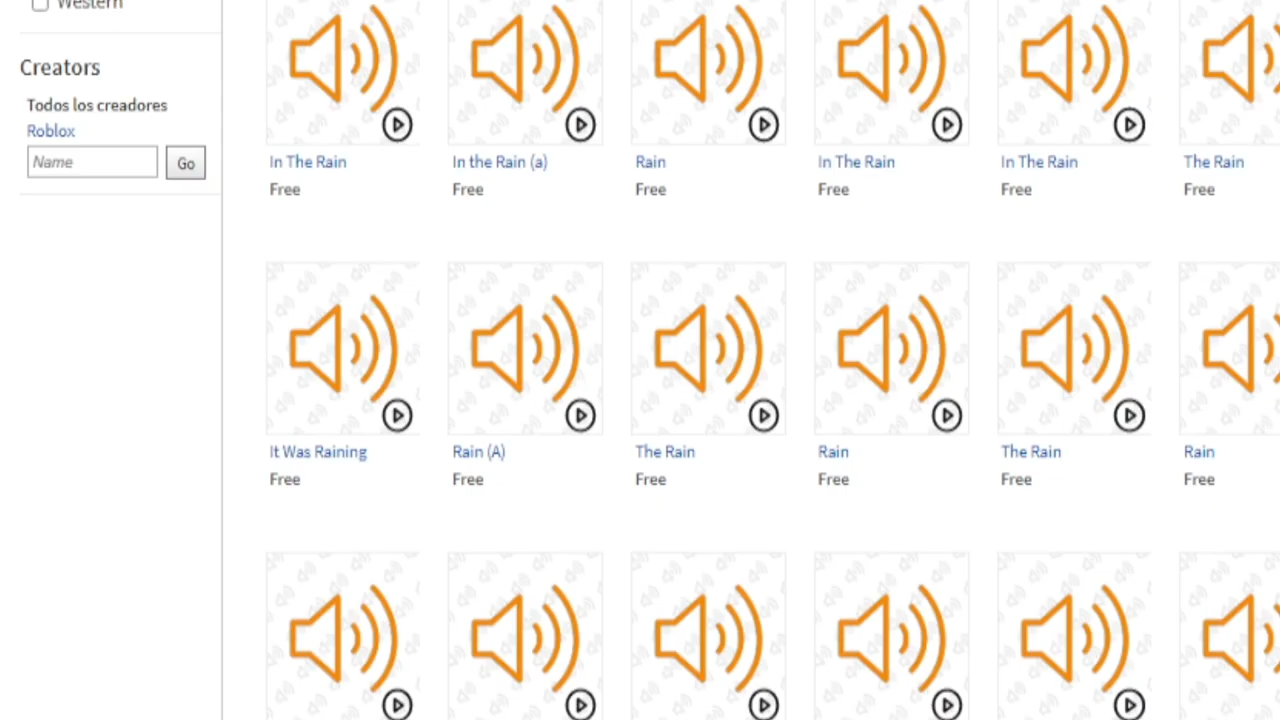 Western
Creators
Todos los creadores
Roblox
Name
Go
In The Rain
Free
In the Rain (a)
Free
Rain
Free
In The Rain
Free
In The Rain
Free
The Rain
Free
It Was Raining
Free
Rain (A)
Free
The Rain
Free
Rain
Free
The Rain
Free
Rain
Free